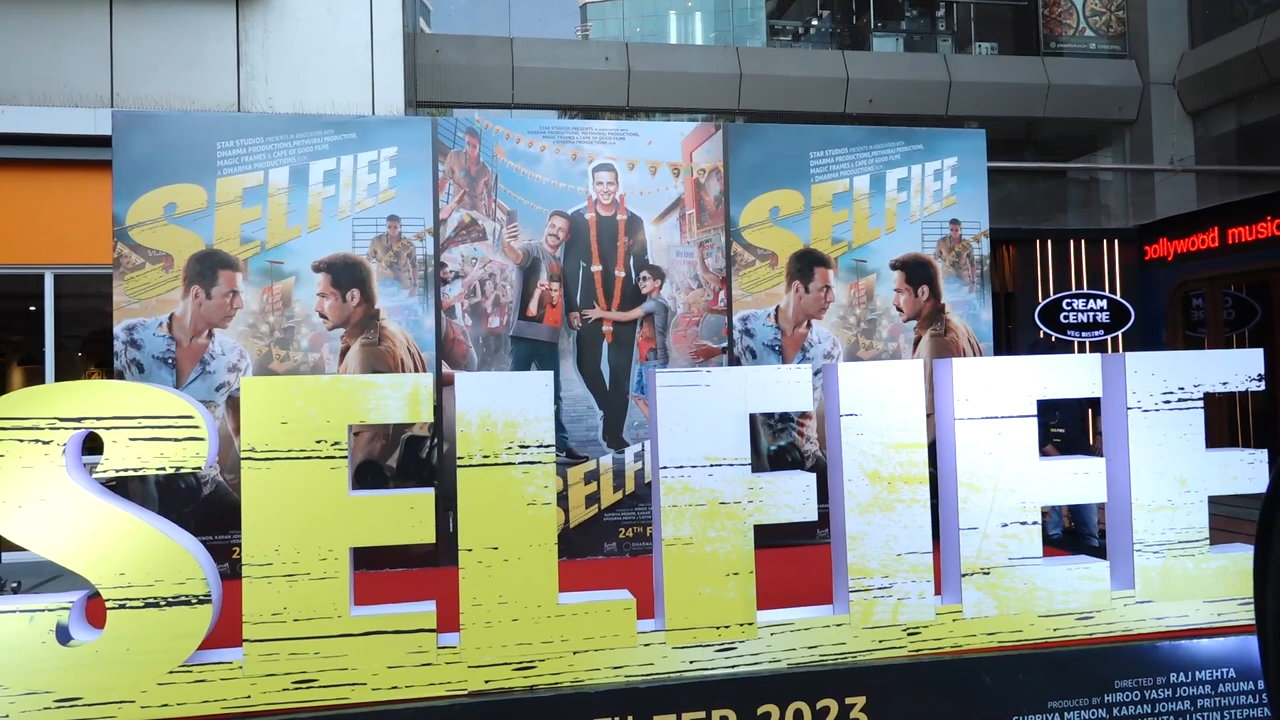 STAR STUDIOS PRESENTS IN ASSOCIATION WITH
DHARMA PRODUCTIONS, PRITHVIRAJ PRODUCTIONS,
MAGIC FRAMES & CAPE OF GOOD FILMS
A DHARMA PRODUCTIONS FILM
SELFIEE
STAR STUDIOS PRESENTS IN ASSOCIATION WITH
DHARMA PRODUCTIONS, PRITHVIRAJ PRODUCTIONS,
MAGIC FRAMES & CAPE OF GOOD FILMS
A DHARMA PRODUCTIONS FILM
SELFI
24TH F
STAR STUDIOS PRESENTS IN ASSOCIATION WITH
DHARMA PRODUCTIONS, PRITHVIRAJ PRODUCTIONS,
MAGIC FRAMES & CAPE OF GOOD FILMS
A DHARMA PRODUCTIONS FILM
SELFIEE
bollywood music
CREAM
CENTRE
VEG BISTRO
SELFIEE
TH FEB 2023
DIRECTED BY RAJ MEHTA
PRODUCED BY HIROO YASH JOHAR, ARUNA B
SUPRIYA MENON, KARAN JOHAR, PRITHVIRAJ S
MEHTA & LISTIN STEPHEN